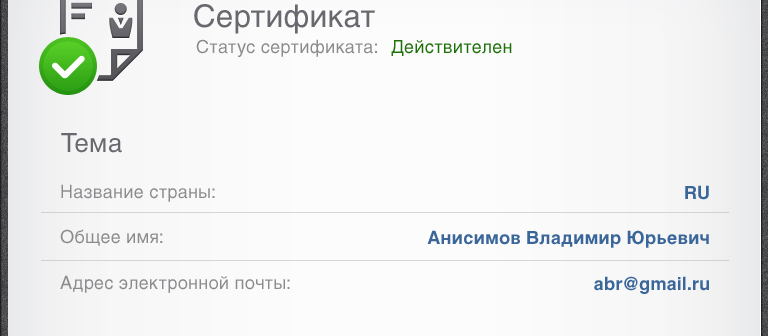 Сертификат
Статус сертификата: Действителен
Тема
Название страны: RU
Общее имя: Анисимов Владимир Юрьевич
Адрес электронной почты: abr@gmail.ru